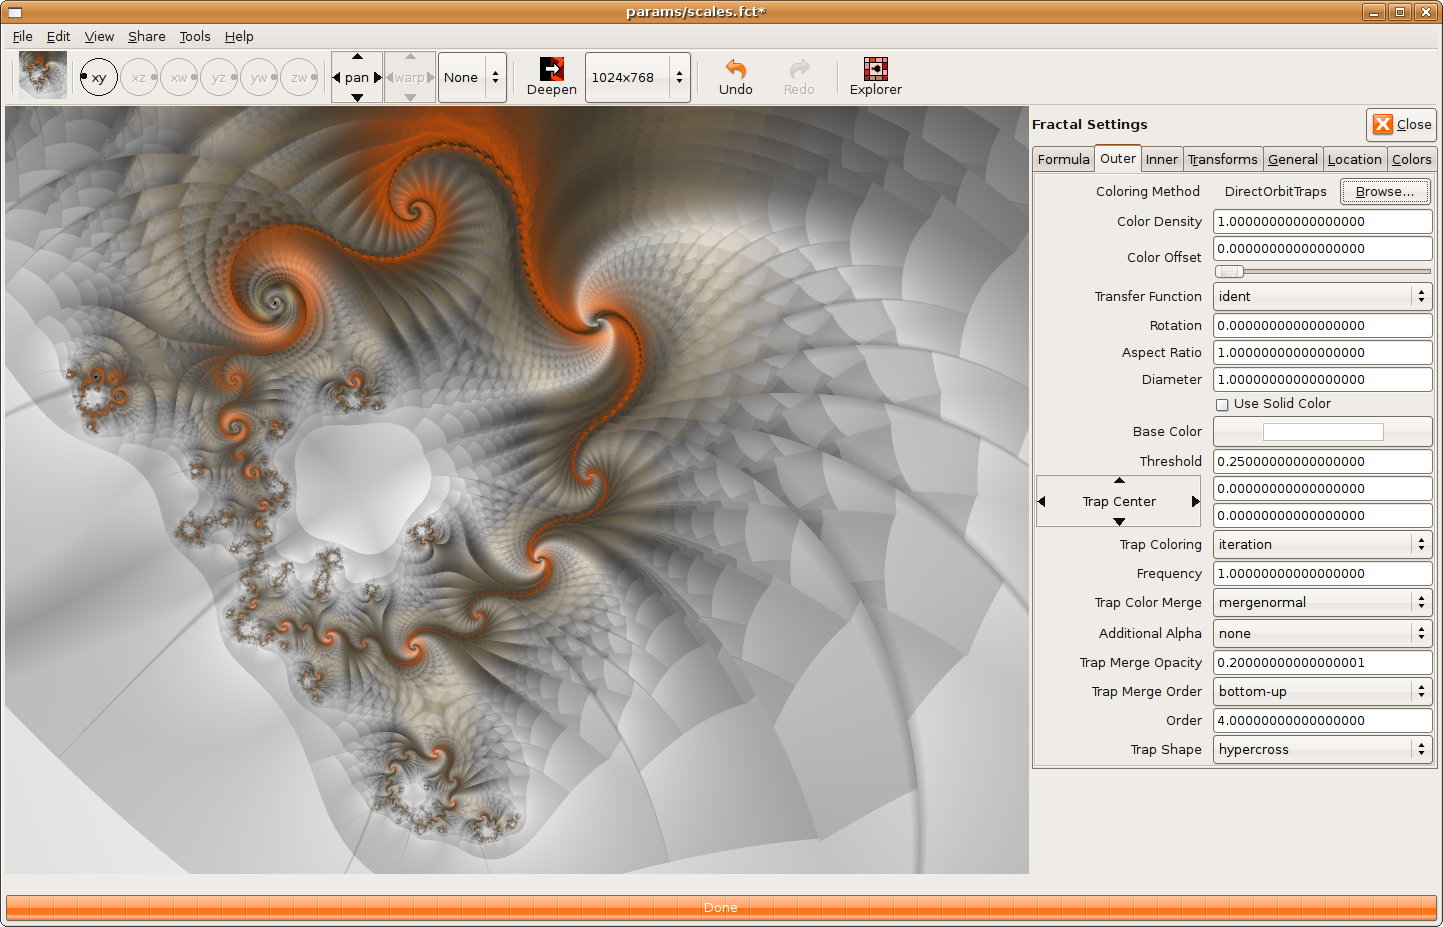 params/scales.fct*
File Edit View Share Tools Help
xy xz xw yz yw zw pan warp None Deepen 1024x768 Undo Redo Explorer
Fractal Settings Close
Formula Outer Inner Transforms General Location Colors
Coloring Method DirectOrbitTraps Browse...
Color Density 1.00000000000000000
Color Offset 0.00000000000000000
Transfer Function ident
Rotation 0.00000000000000000
Aspect Ratio 1.00000000000000000
Diameter 1.00000000000000000
Use Solid Color
Base Color
Threshold 0.25000000000000000
Trap Center 0.00000000000000000
0.00000000000000000
Trap Coloring iteration
Frequency 1.00000000000000000
Trap Color Merge mergenormal
Additional Alpha none
Trap Merge Opacity 0.20000000000000001
Trap Merge Order bottom-up
Order 4.00000000000000000
Trap Shape hypercross
Done